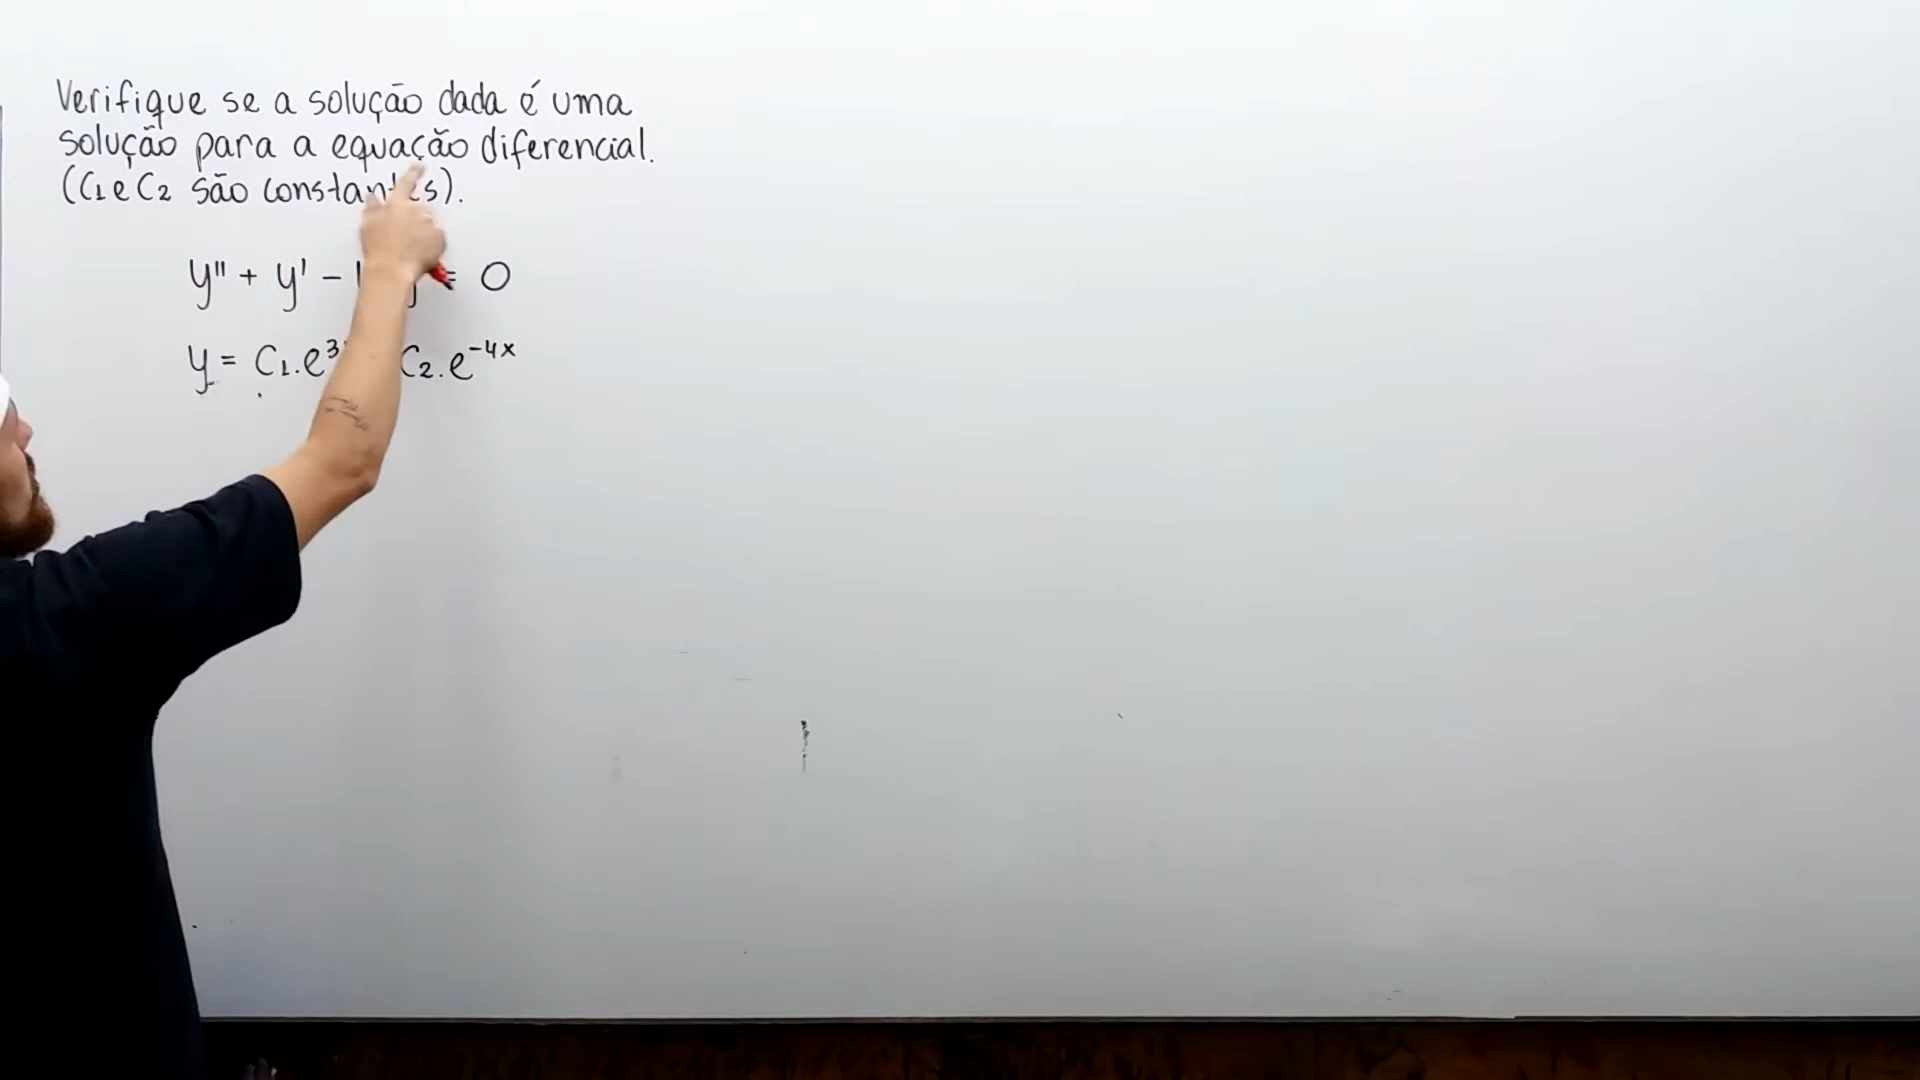 Verifique se a solução dada é uma
solução para a equação diferencial.
(C₁ e C₂ são constantes).
y'' + y' - = 0
y = C₁.e³ C₂.e⁻⁴ˣ